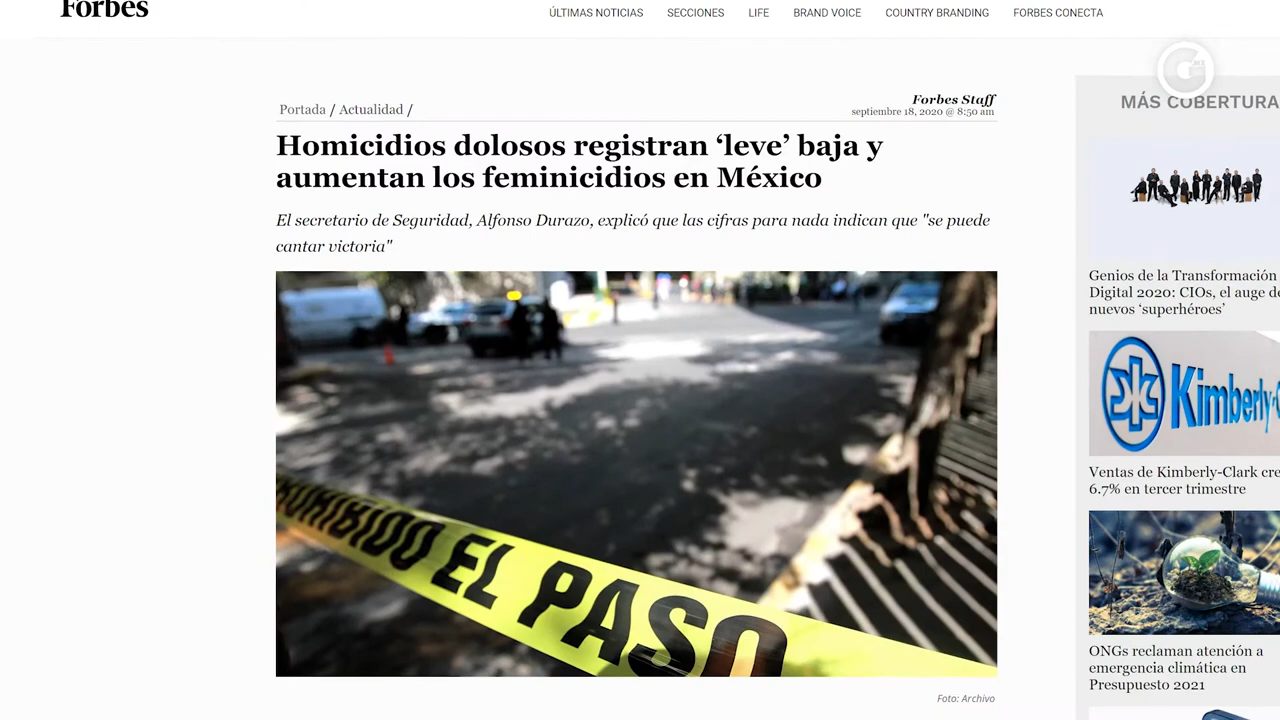 Forbes
ÚLTIMAS NOTICIAS SECCIONES LIFE BRAND VOICE COUNTRY BRANDING FORBES CONECTA
Portada / Actualidad /
Forbes Staff
septiembre 18, 2020 @ 8:50 am
Homicidios dolosos registran ‘leve’ baja y
aumentan los feminicidios en México
El secretario de Seguridad, Alfonso Durazo, explicó que las cifras para nada indican que "se puede
cantar victoria"
HOMIBIDO EL PASO
Foto: Archivo
MÁS COBERTURA
Genios de la Transformación
Digital 2020: CIOs, el auge de
nuevos ‘superhéroes’
Kimberly-C
Ventas de Kimberly-Clark cre
6.7% en tercer trimestre
ONGs reclaman atención a
emergencia climática en
Presupuesto 2021